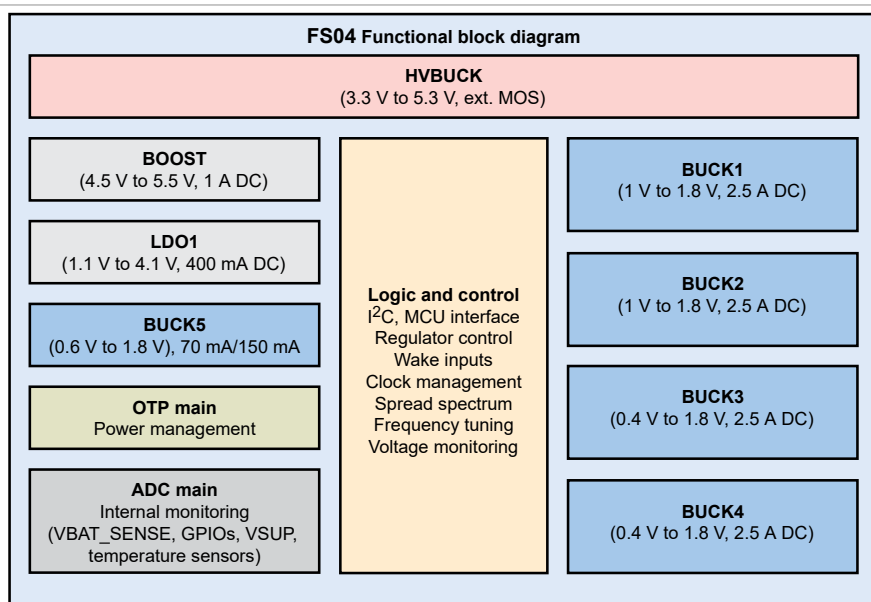 FS04 Functional block diagram
HVBUCK
(3.3 V to 5.3 V, ext. MOS)
BOOST
(4.5 V to 5.5 V, 1 A DC)
LDO1
(1.1 V to 4.1 V, 400 mA DC)
BUCK5
(0.6 V to 1.8 V), 70 mA/150 mA
OTP main
Power management
ADC main
Internal monitoring
(VBAT_SENSE, GPIOs, VSUP,
temperature sensors)
Logic and control
I²C, MCU interface
Regulator control
Wake inputs
Clock management
Spread spectrum
Frequency tuning
Voltage monitoring
BUCK1
(1 V to 1.8 V, 2.5 A DC)
BUCK2
(1 V to 1.8 V, 2.5 A DC)
BUCK3
(0.4 V to 1.8 V, 2.5 A DC)
BUCK4
(0.4 V to 1.8 V, 2.5 A DC)